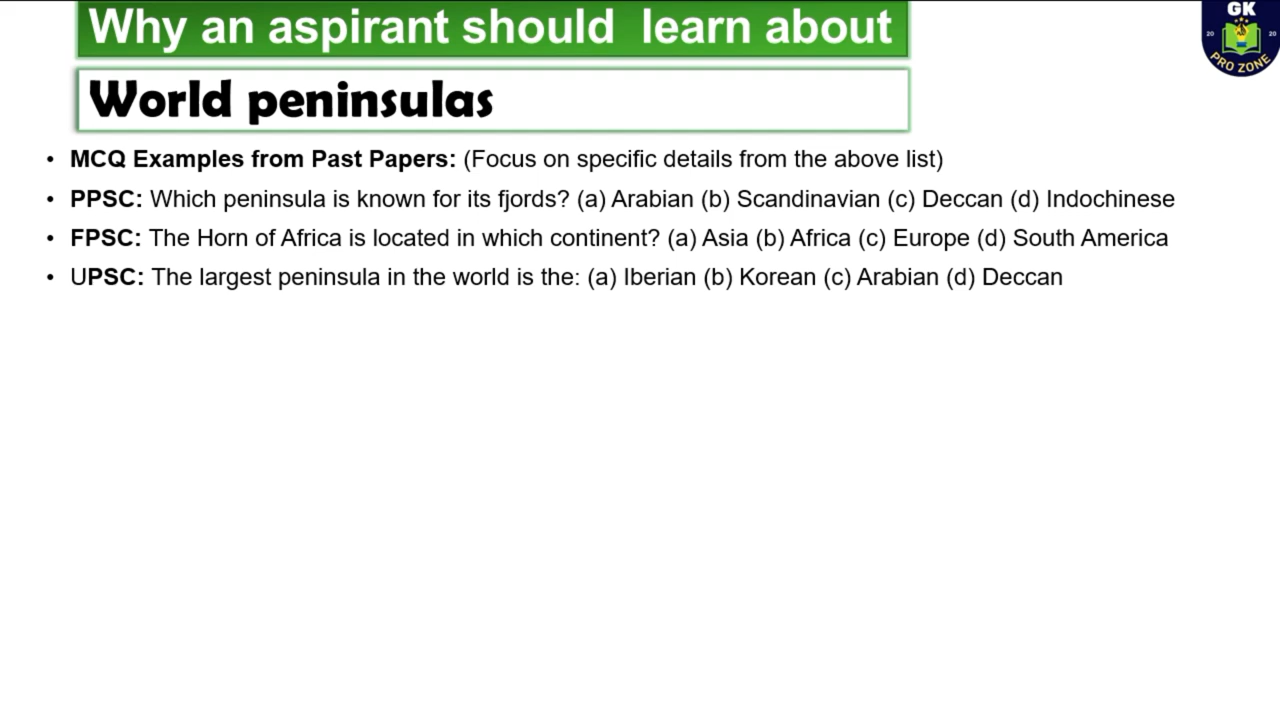 Why an aspirant should  learn about
World peninsulas
GK
20 20
PRO ZONE
• MCQ Examples from Past Papers: (Focus on specific details from the above list)
• PPSC: Which peninsula is known for its fjords? (a) Arabian (b) Scandinavian (c) Deccan (d) Indochinese
• FPSC: The Horn of Africa is located in which continent? (a) Asia (b) Africa (c) Europe (d) South America
• UPSC: The largest peninsula in the world is the: (a) Iberian (b) Korean (c) Arabian (d) Deccan